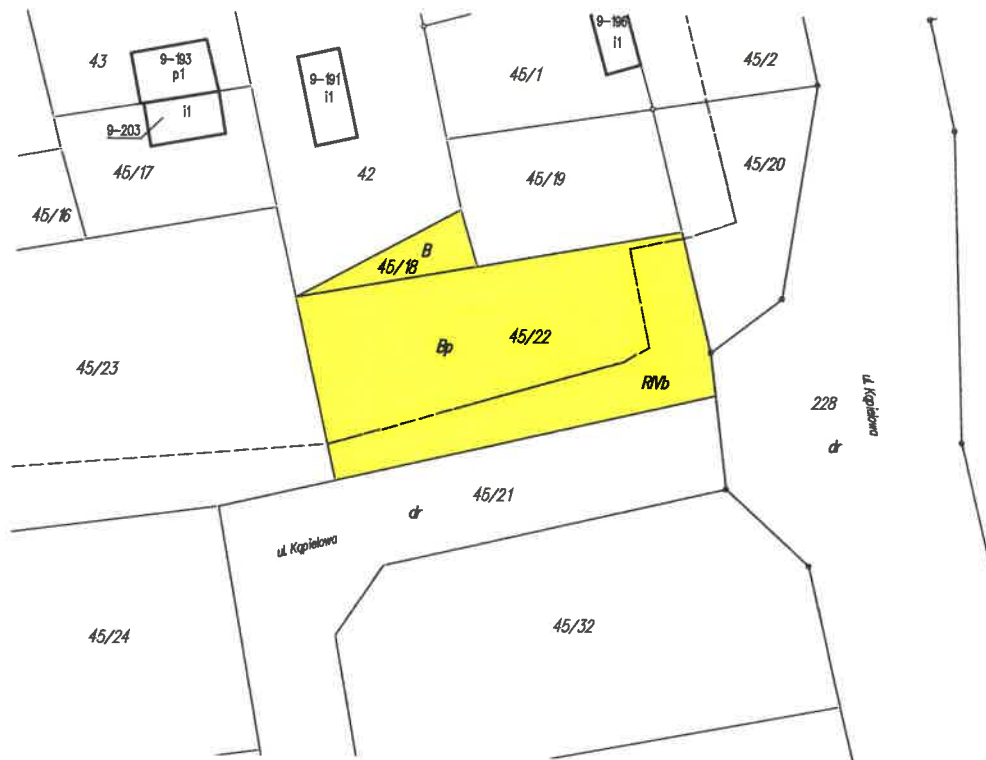 9-196
i1
43
9-193
p1
9-191
i1
45/1
45/2
i1
9-203
45/17
42
45/19
45/20
45/16
B
45/18
Bp
45/22
45/23
RIVb
228
ul. Kąpielowa
dr
45/21
dr
ul. Kąpielowa
45/24
45/32